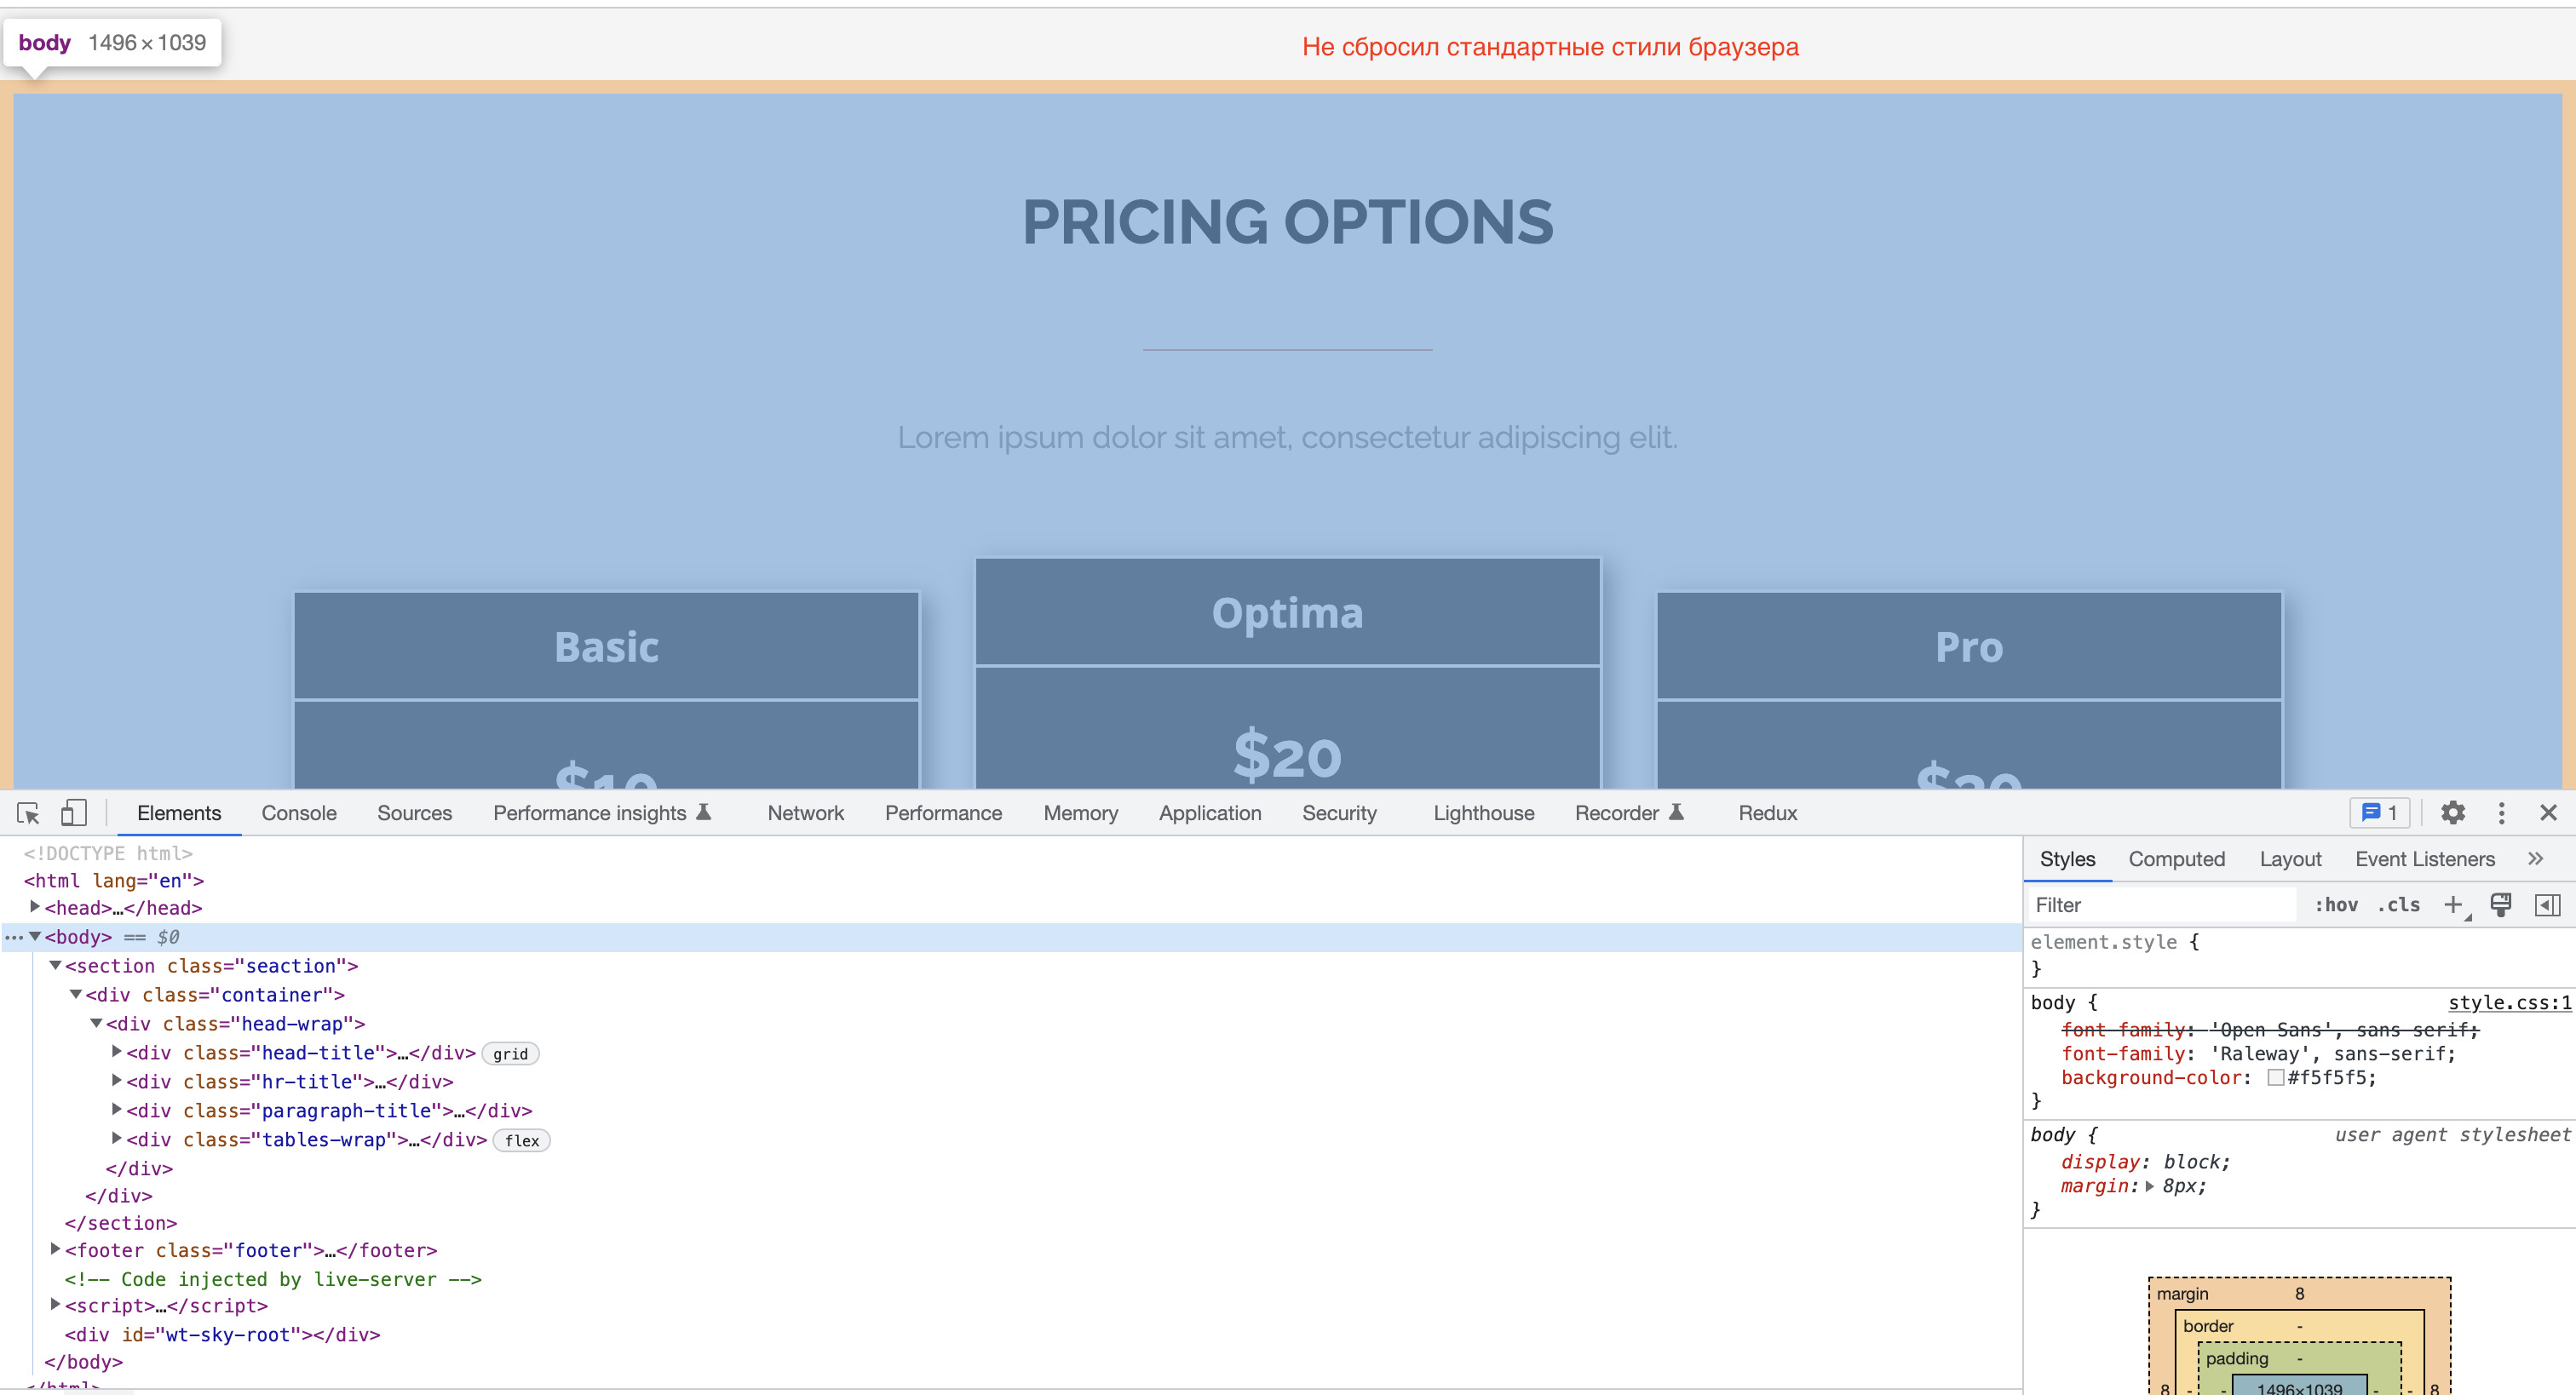 body 1496×1039
Не сбросил стандартные стили браузера
PRICING OPTIONS
Lorem ipsum dolor sit amet, consectetur adipiscing elit.
Basic
Optima
Pro
$10
$20
$30
Elements Console Sources Performance insights Network Performance Memory Application Security Lighthouse Recorder Redux 1
<!DOCTYPE html>
<html lang="en">
<head>…</head>
<body> == $0
<section class="seaction">
<div class="container">
<div class="head-wrap">
<div class="head-title">…</div> grid
<div class="hr-title">…</div>
<div class="paragraph-title">…</div>
<div class="tables-wrap">…</div> flex
</div>
</div>
</section>
<footer class="footer">…</footer>
<!-- Code injected by live-server -->
<script>…</script>
<div id="wt-sky-root"></div>
</body>
</html>
Styles Computed Layout Event Listeners »
Filter :hov .cls +
element.style {
}
body { style.css:1
font-family: 'Open Sans', sans-serif;
font-family: 'Raleway', sans-serif;
background-color: #f5f5f5;
}
body { user agent stylesheet
display: block;
margin: 8px;
}
margin 8
border -
padding -
8 - - 1496×1039 - - 8